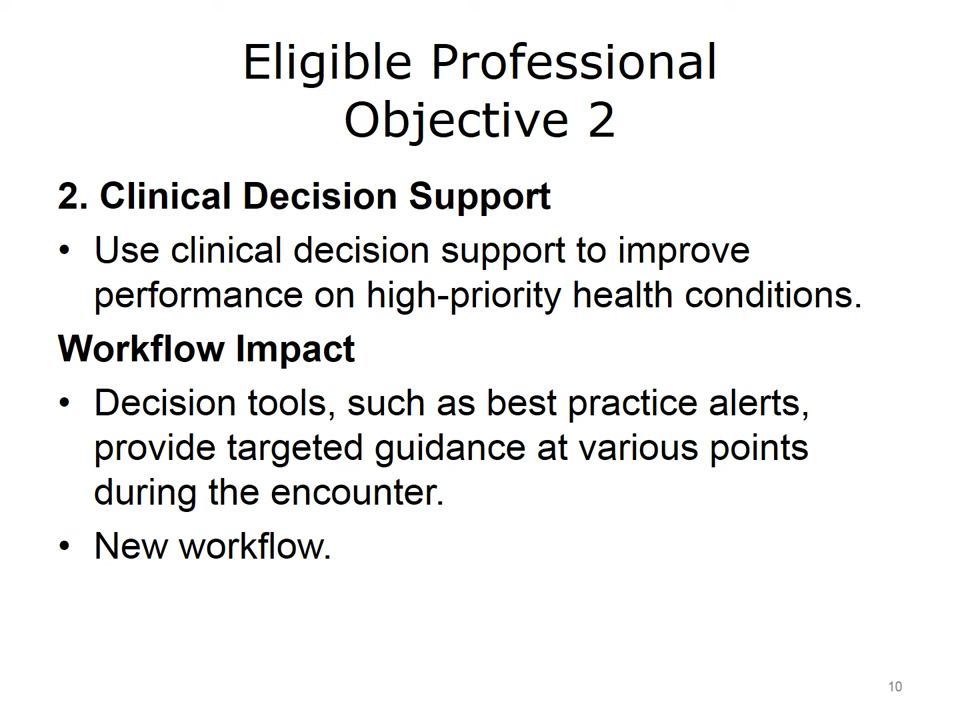 Eligible Professional
Objective 2
2. Clinical Decision Support
• Use clinical decision support to improve
performance on high-priority health conditions.
Workflow Impact
• Decision tools, such as best practice alerts,
provide targeted guidance at various points
during the encounter.
• New workflow.
10